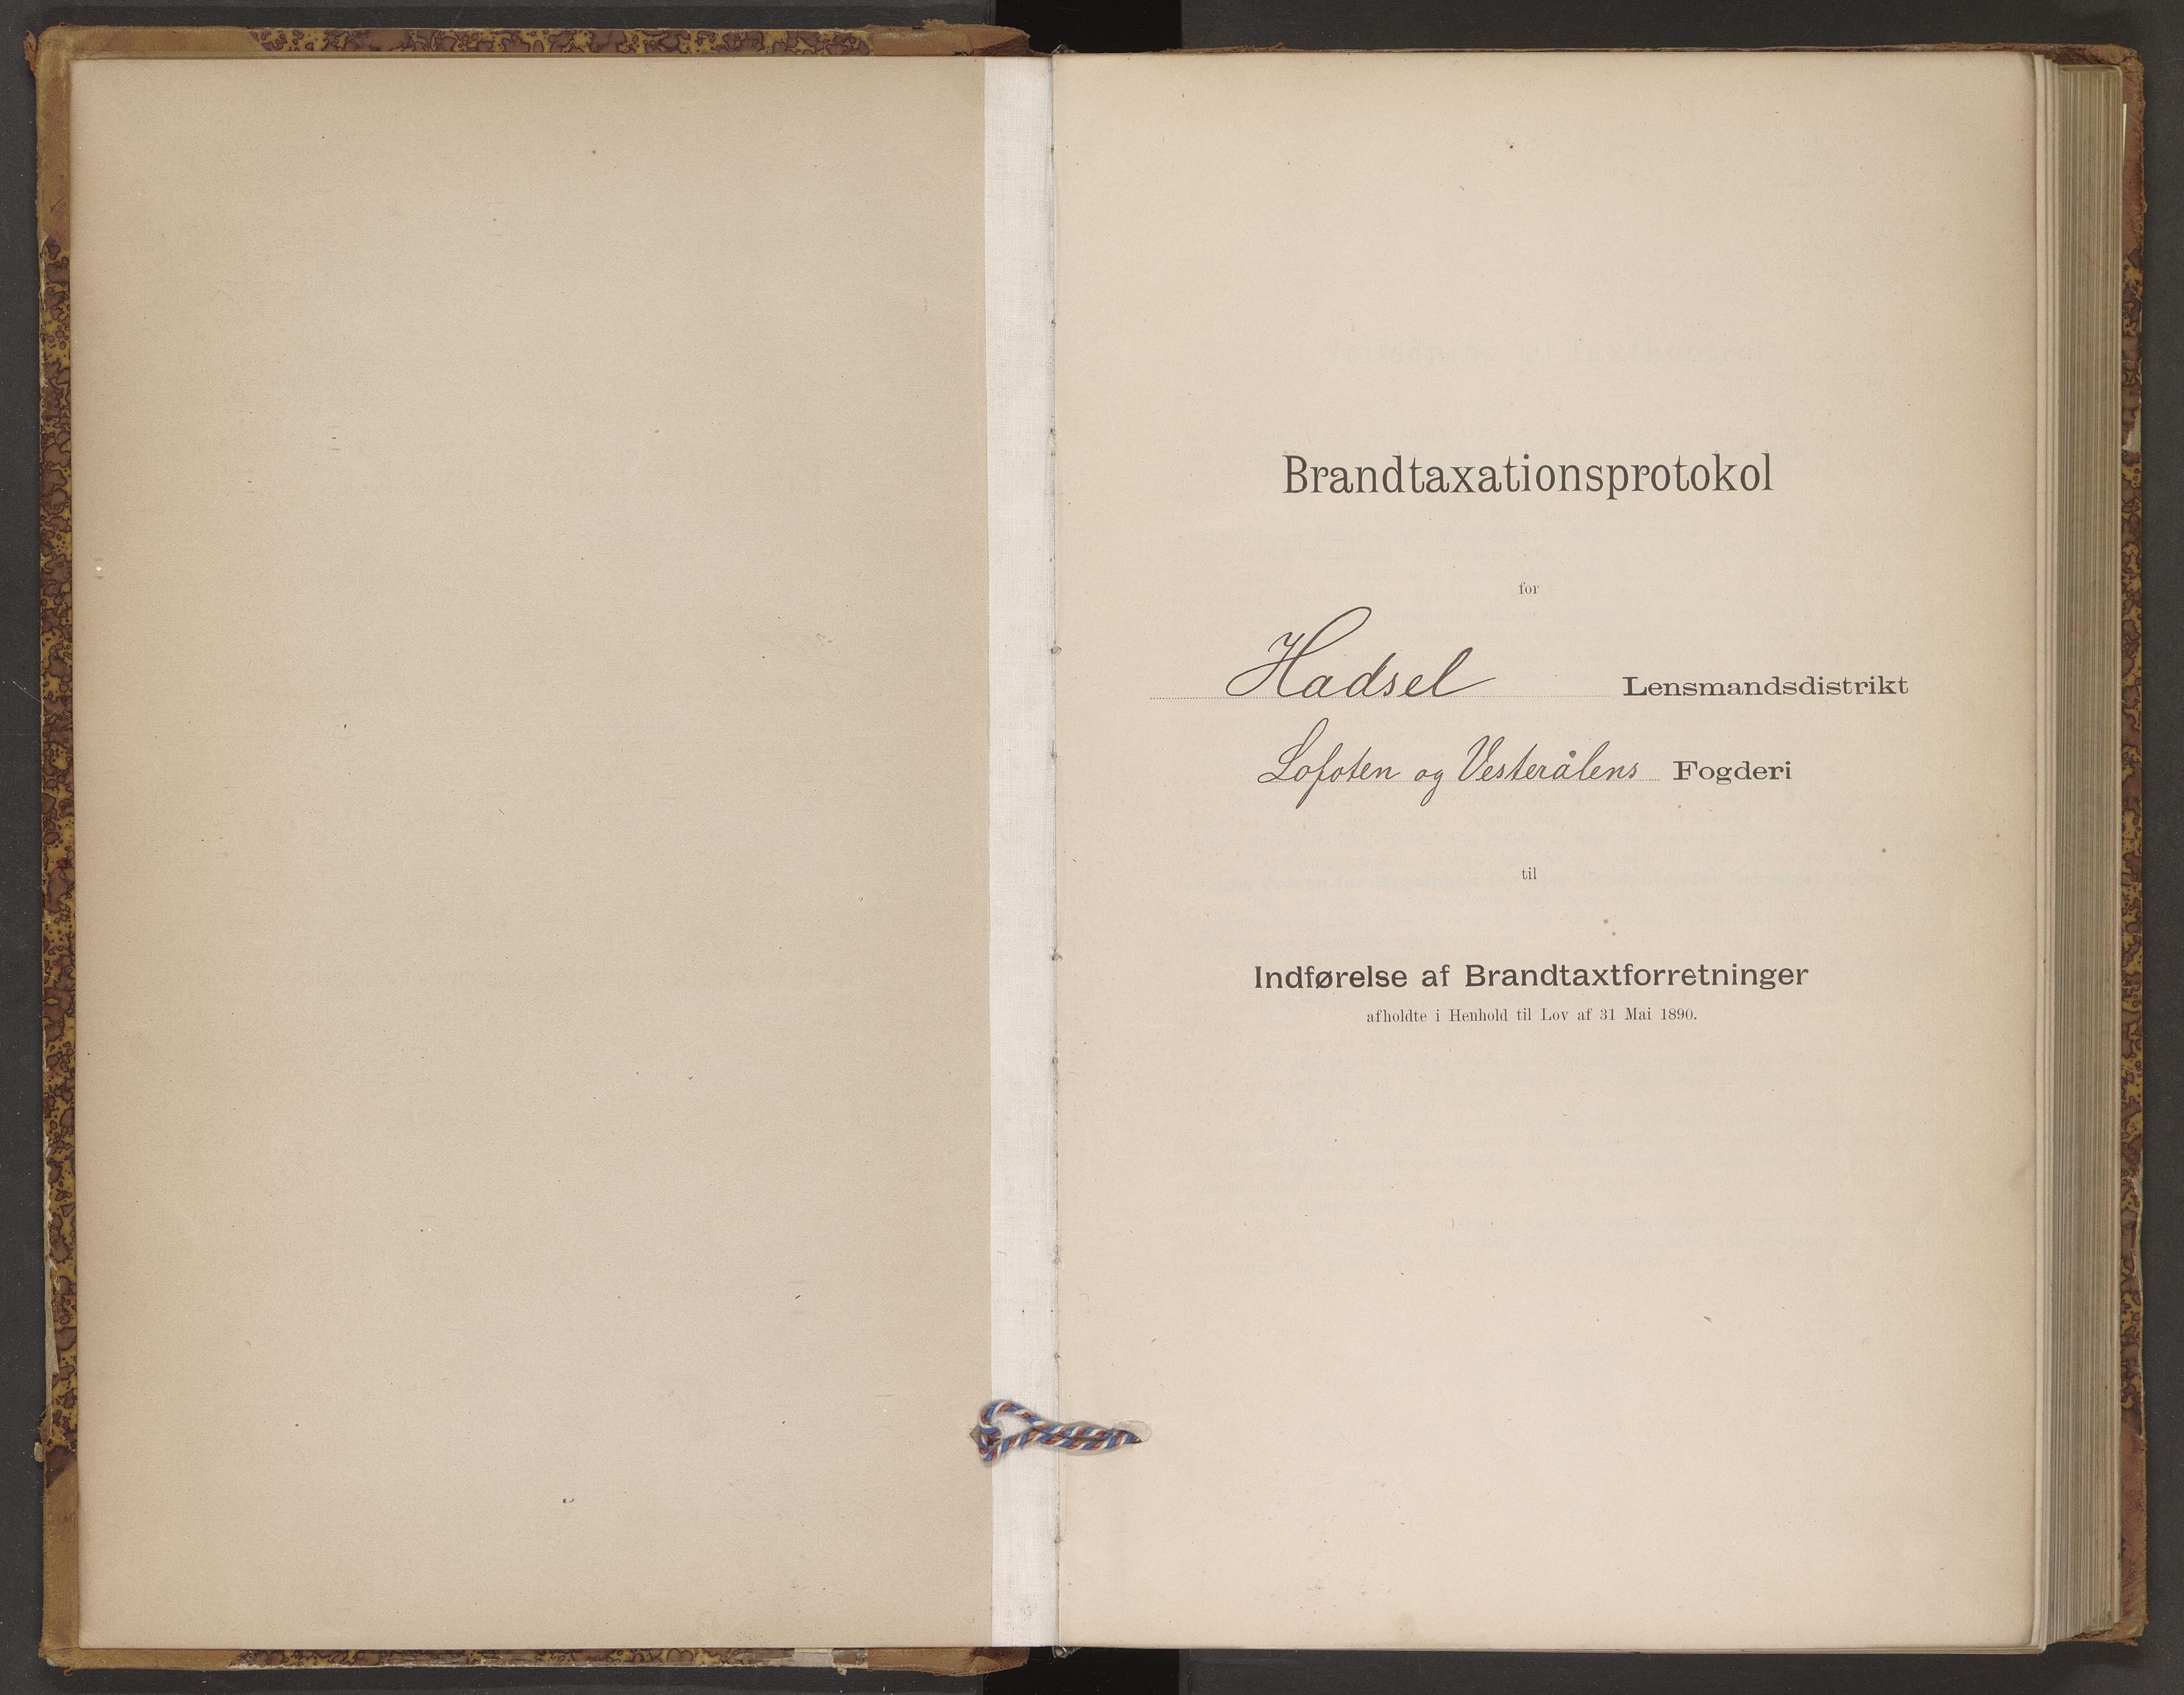 Brandtaxationsprotokol
for
Hadsel Lensmandsdistrikt
Lofoten og Vesterålens Fogderi
til
Indførelse af Brandtaxtforretninger
afholdte i Henhold til Lov af 31 Mai 1890.